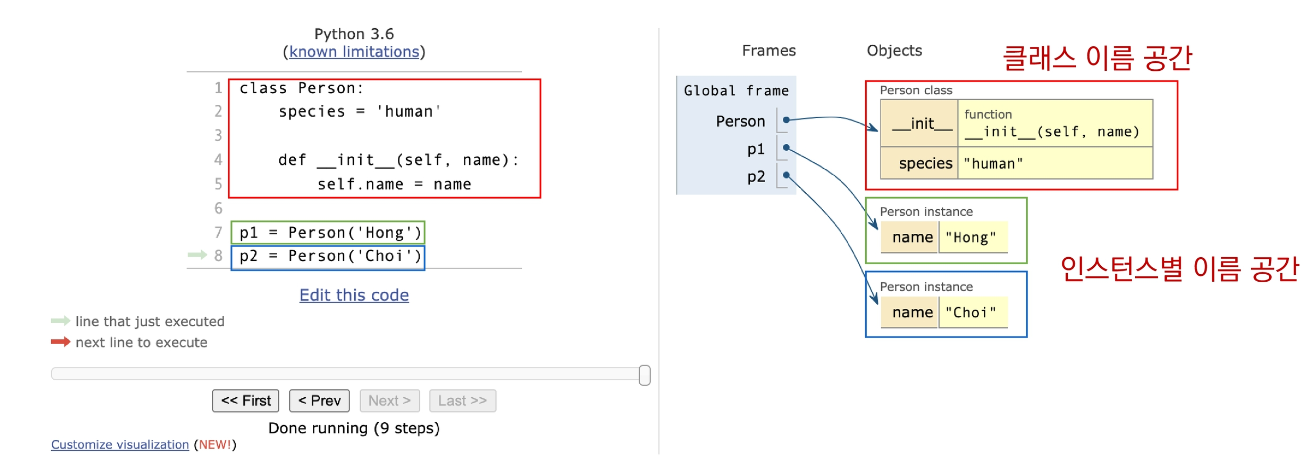 Python 3.6
(known limitations)
1 class Person:
2 species = 'human'
3
4 def __init__(self, name):
5 self.name = name
6
7 p1 = Person('Hong')
8 p2 = Person('Choi')
Edit this code
line that just executed
next line to execute
<< First < Prev Next > Last >>
Done running (9 steps)
Customize visualization (NEW!)
Frames Objects
클래스 이름 공간
Global frame
Person
p1
p2
Person class
__init__ function
__init__(self, name)
species "human"
Person instance
name "Hong"
인스턴스별 이름 공간
Person instance
name "Choi"